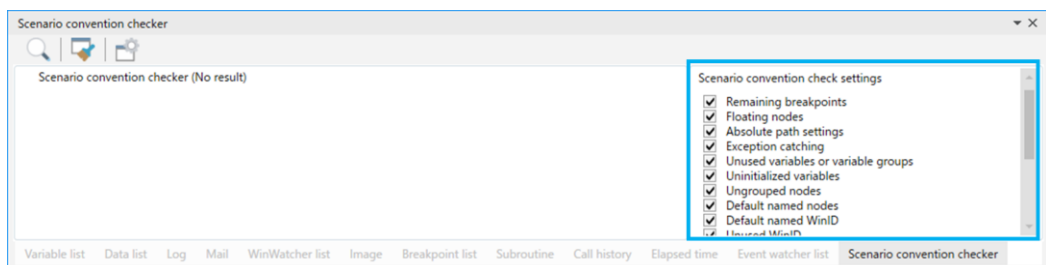 Scenario convention checker
Scenario convention checker (No result)
Scenario convention check settings
Remaining breakpoints
Floating nodes
Absolute path settings
Exception catching
Unused variables or variable groups
Uninitialized variables
Ungrouped nodes
Default named nodes
Default named WinID
Unused WinID
Variable list Data list Log Mail WinWatcher list Image Breakpoint list Subroutine Call history Elapsed time Event watcher list Scenario convention checker